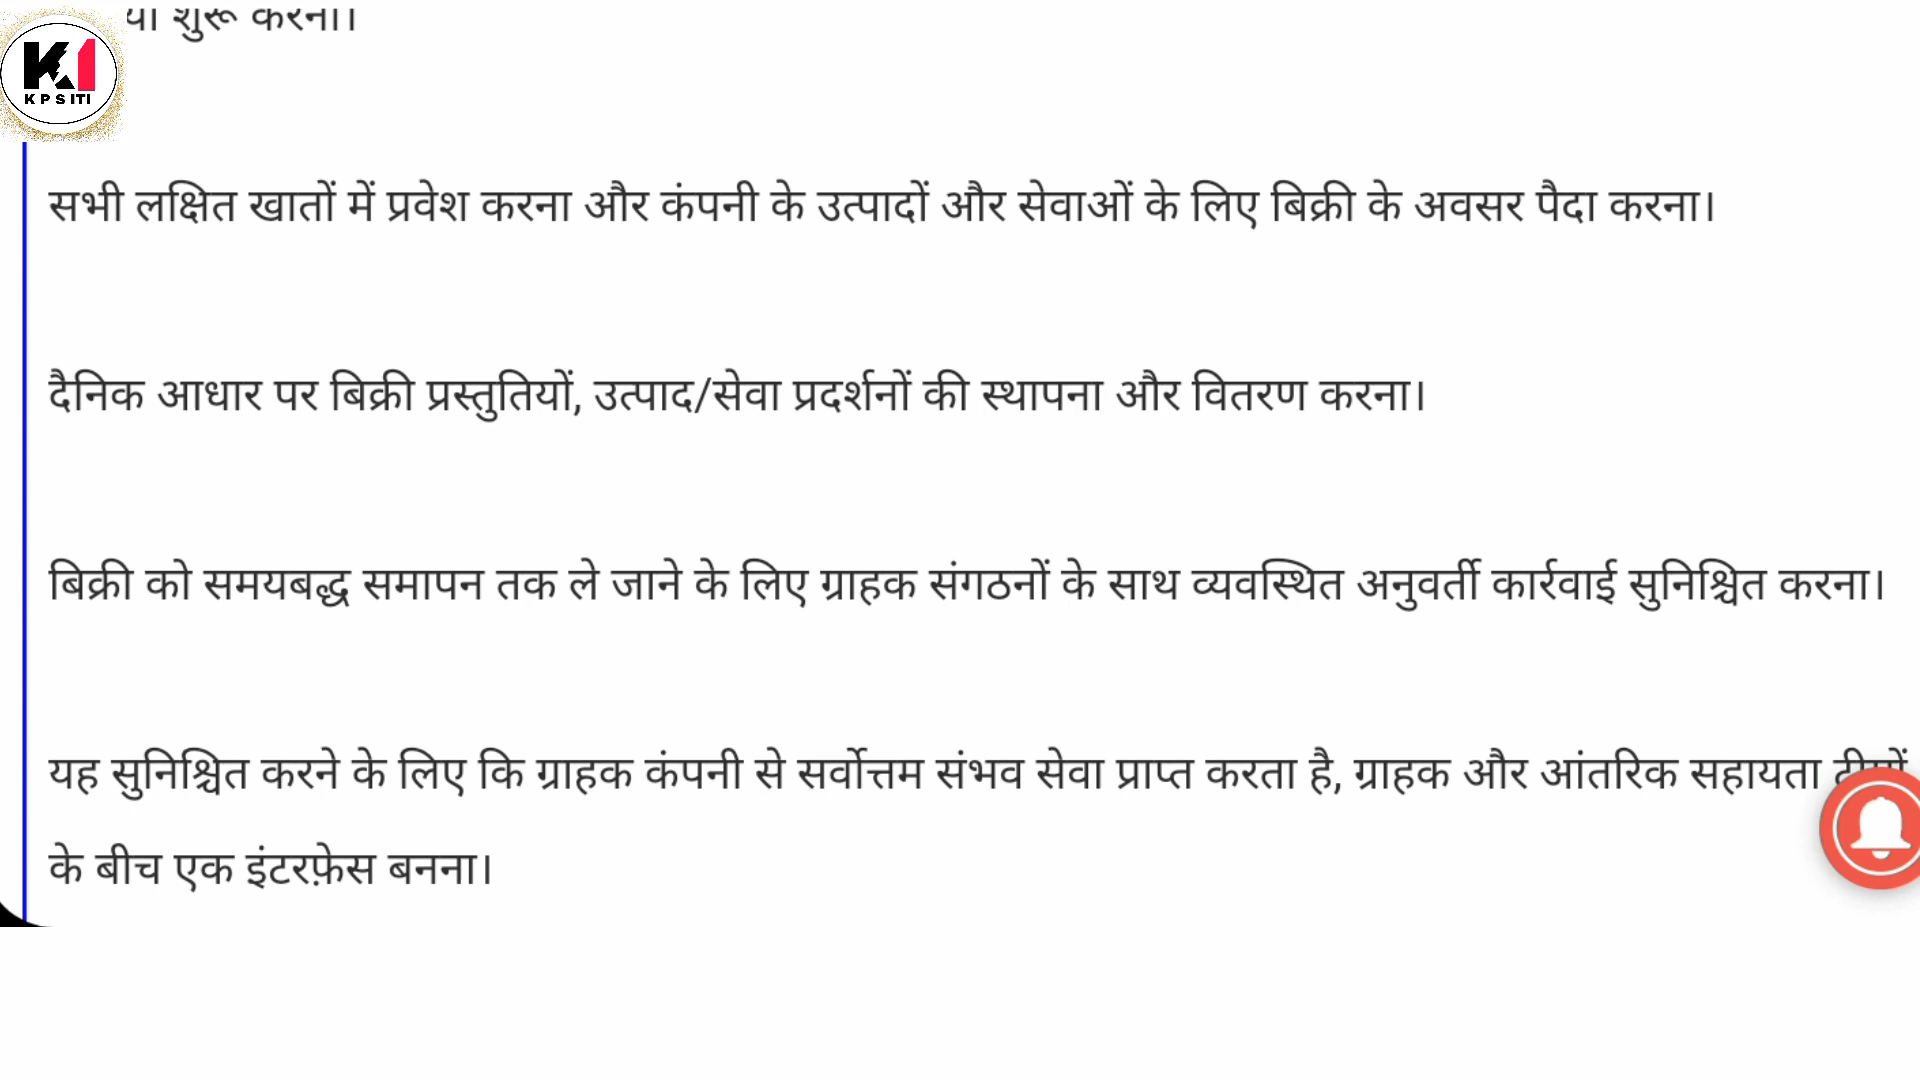 शुरू करना।
K1
KPSITI
सभी लक्षित खातों में प्रवेश करना और कंपनी के उत्पादों और सेवाओं के लिए बिक्री के अवसर पैदा करना।
दैनिक आधार पर बिक्री प्रस्तुतियों, उत्पाद/सेवा प्रदर्शनों की स्थापना और वितरण करना।
बिक्री को समयबद्ध समापन तक ले जाने के लिए ग्राहक संगठनों के साथ व्यवस्थित अनुवर्ती कार्रवाई सुनिश्चित करना।
यह सुनिश्चित करने के लिए कि ग्राहक कंपनी से सर्वोत्तम संभव सेवा प्राप्त करता है, ग्राहक और आंतरिक सहायता
के बीच एक इंटरफ़ेस बनना।